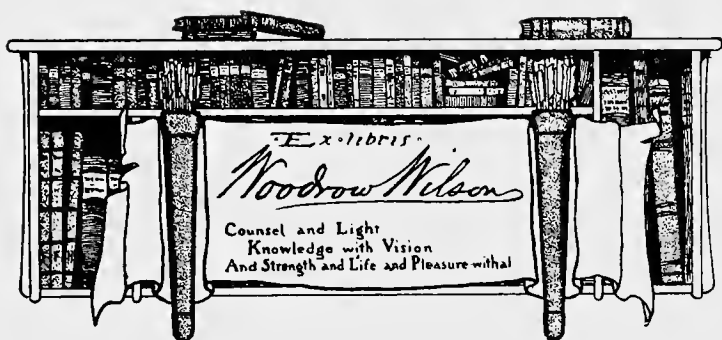 ·Ex·libris·
Woodrow Wilson
Counsel and Light
Knowledge with Vision
And Strength and Life and Pleasure withal